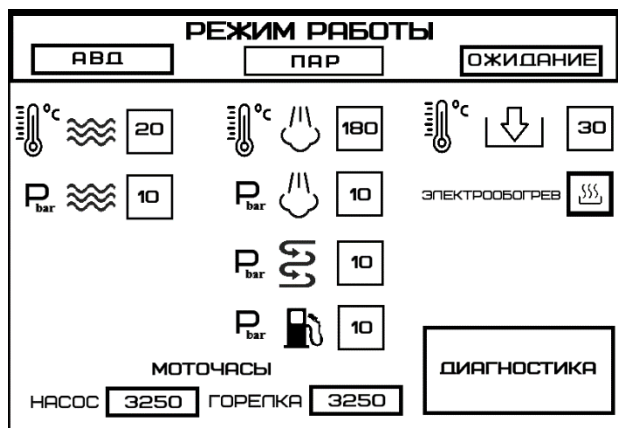 РЕЖИМ РАБОТЫ
АВД ПАР ОЖИДАНИЕ
°C 20 °C 180 °C 30
P bar 10 P bar 10 ЭЛЕКТРООБОГРЕВ
P bar 10
P bar 10
МОТОЧАСЫ ДИАГНОСТИКА
НАСОС 3250 ГОРЕЛКА 3250